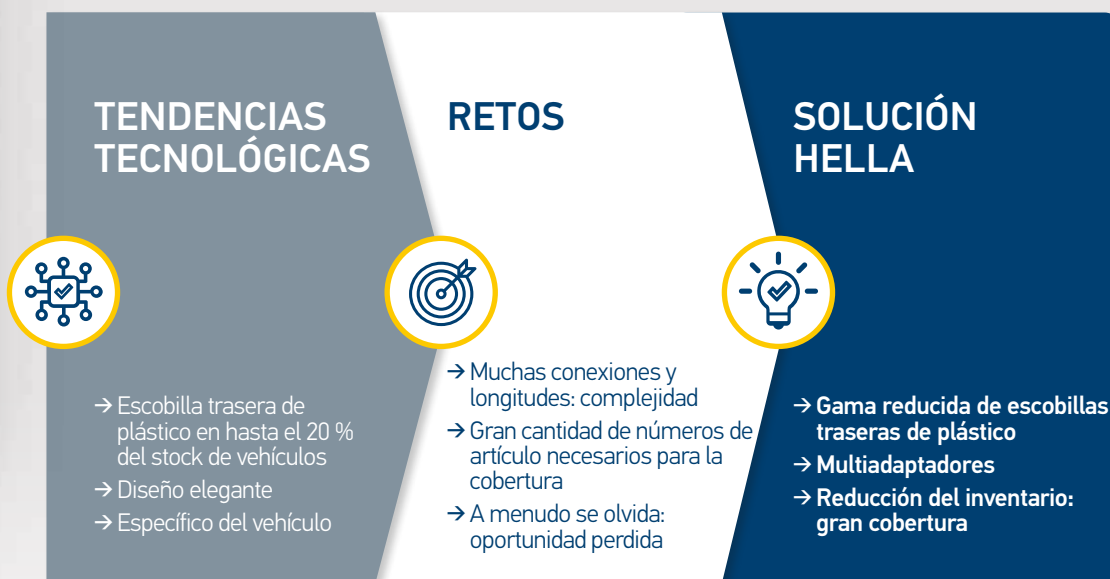 TENDENCIAS
TECNOLÓGICAS
→ Escobilla trasera de
plástico en hasta el 20 %
del stock de vehículos
→ Diseño elegante
→ Específico del vehículo
RETOS
→ Muchas conexiones y
longitudes: complejidad
→ Gran cantidad de números de
artículo necesarios para la
cobertura
→ A menudo se olvida:
oportunidad perdida
SOLUCIÓN
HELLA
→ Gama reducida de escobillas
traseras de plástico
→ Multiadaptadores
→ Reducción del inventario:
gran cobertura